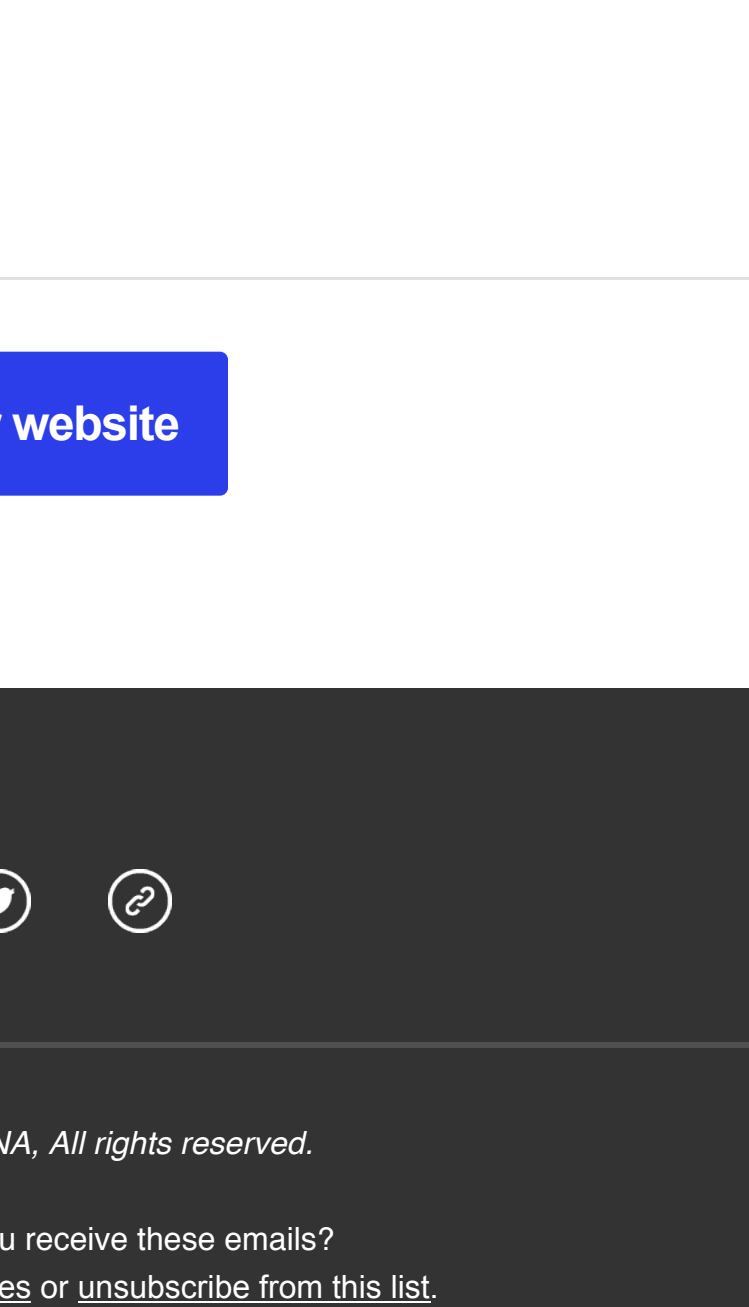 website
NA, All rights reserved.
u receive these emails?
es or unsubscribe from this list.